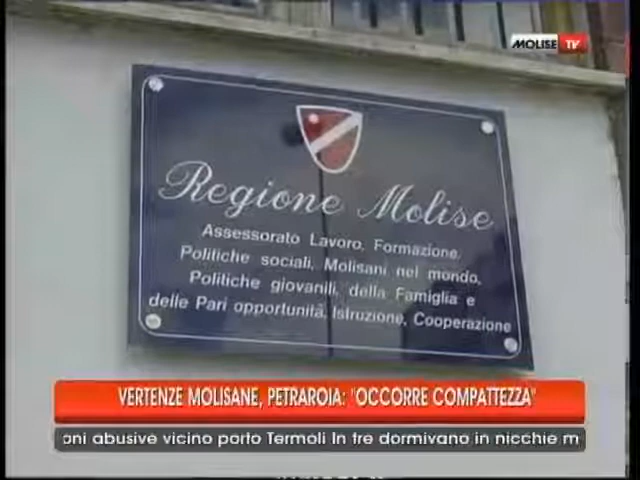 MOLISE TV
Regione Molise
Assessorato Lavoro, Formazione,
Politiche sociali, Molisani nel mondo,
Politiche giovanili, della Famiglia e
delle Pari opportunità, Istruzione, Cooperazione
VERTENZE MOLISANE, PETRAROIA: "OCCORRE COMPATTEZZA"
oni abusive vicino porto Termoli In tre dormivano in nicchie m